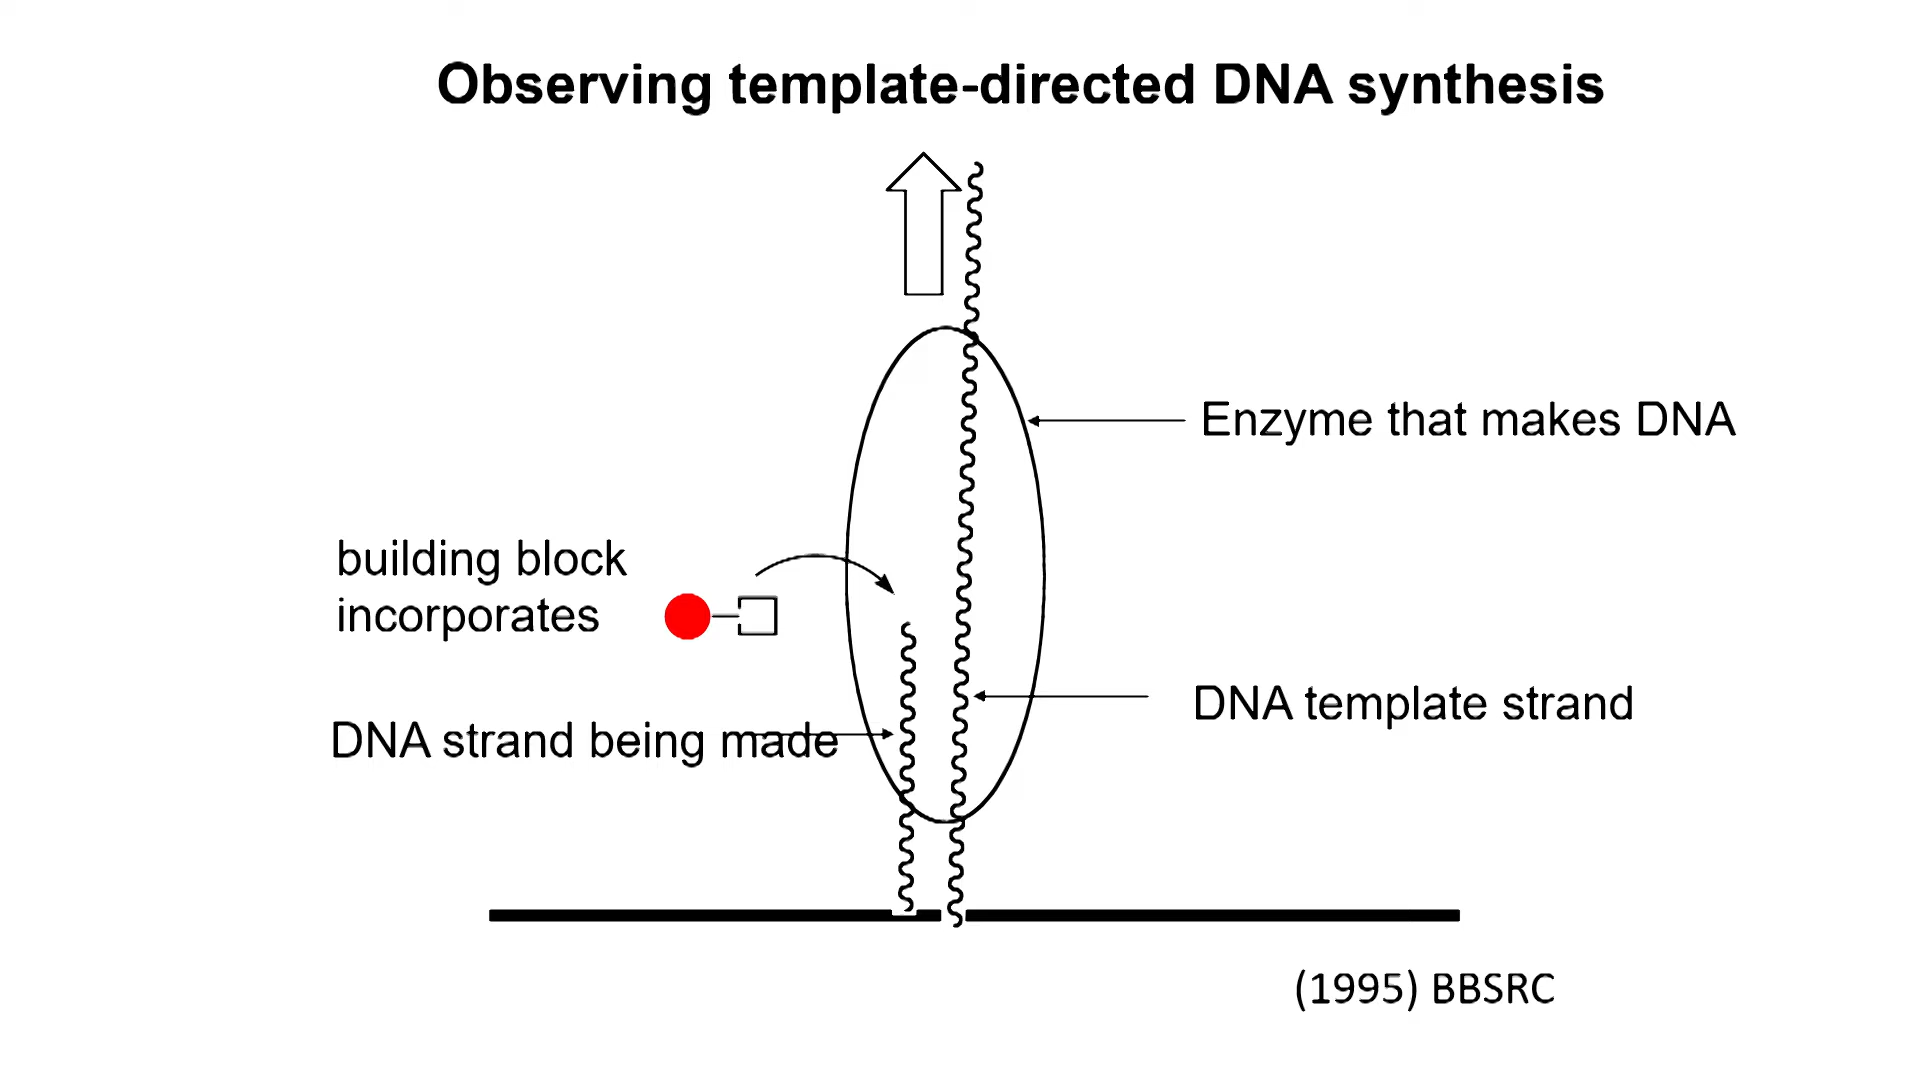 Observing template-directed DNA synthesis
Enzyme that makes DNA
building block
incorporates
DNA template strand
DNA strand being made
(1995) BBSRC